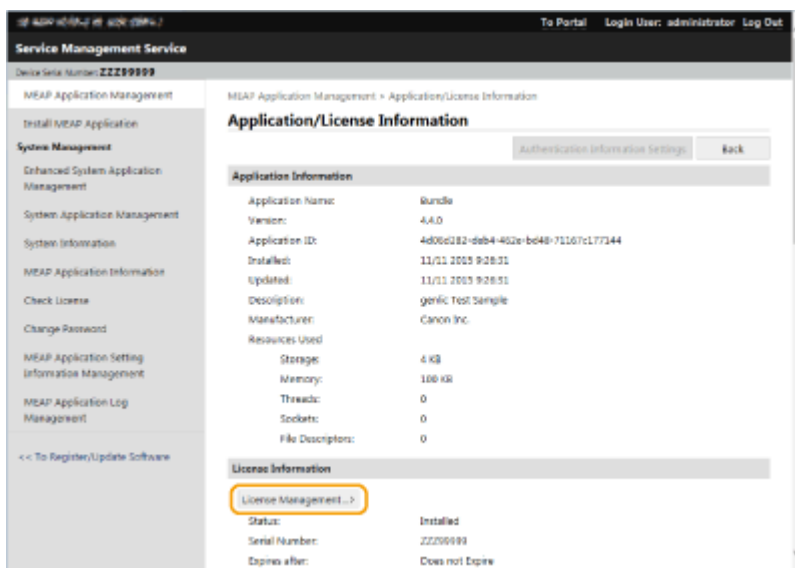 To Portal Login User: administrator Log Out
Service Management Service
Device Serial Number: ZZZ99999
MEAP Application Management
Install MEAP Application
System Management
Enhanced System Application
Management
System Application Management
System Information
MEAP Application Information
Check License
Change Password
MEAP Application Setting
Information Management
MEAP Application Log
Management
<< To Register/Update Software
MEAP Application Management > Application/License Information
Application/License Information
Authentication Information Settings
Back
Application Information
Application Name: Bundle
Version: 4.4.0
Application ID:
Installed: 11/11 2015 9:26:31
Updated: 11/11 2015 9:26:51
Description: genlic Test Sample
Manufacturer: Canon Inc.
Resources Used
Storage: 4 KB
Memory: 100 KB
Threads: 0
Sockets: 0
File Descriptors: 0
License Information
License Management...>
Status: Installed
Serial Number: ZZZ99999
Expires after: Does not Expire